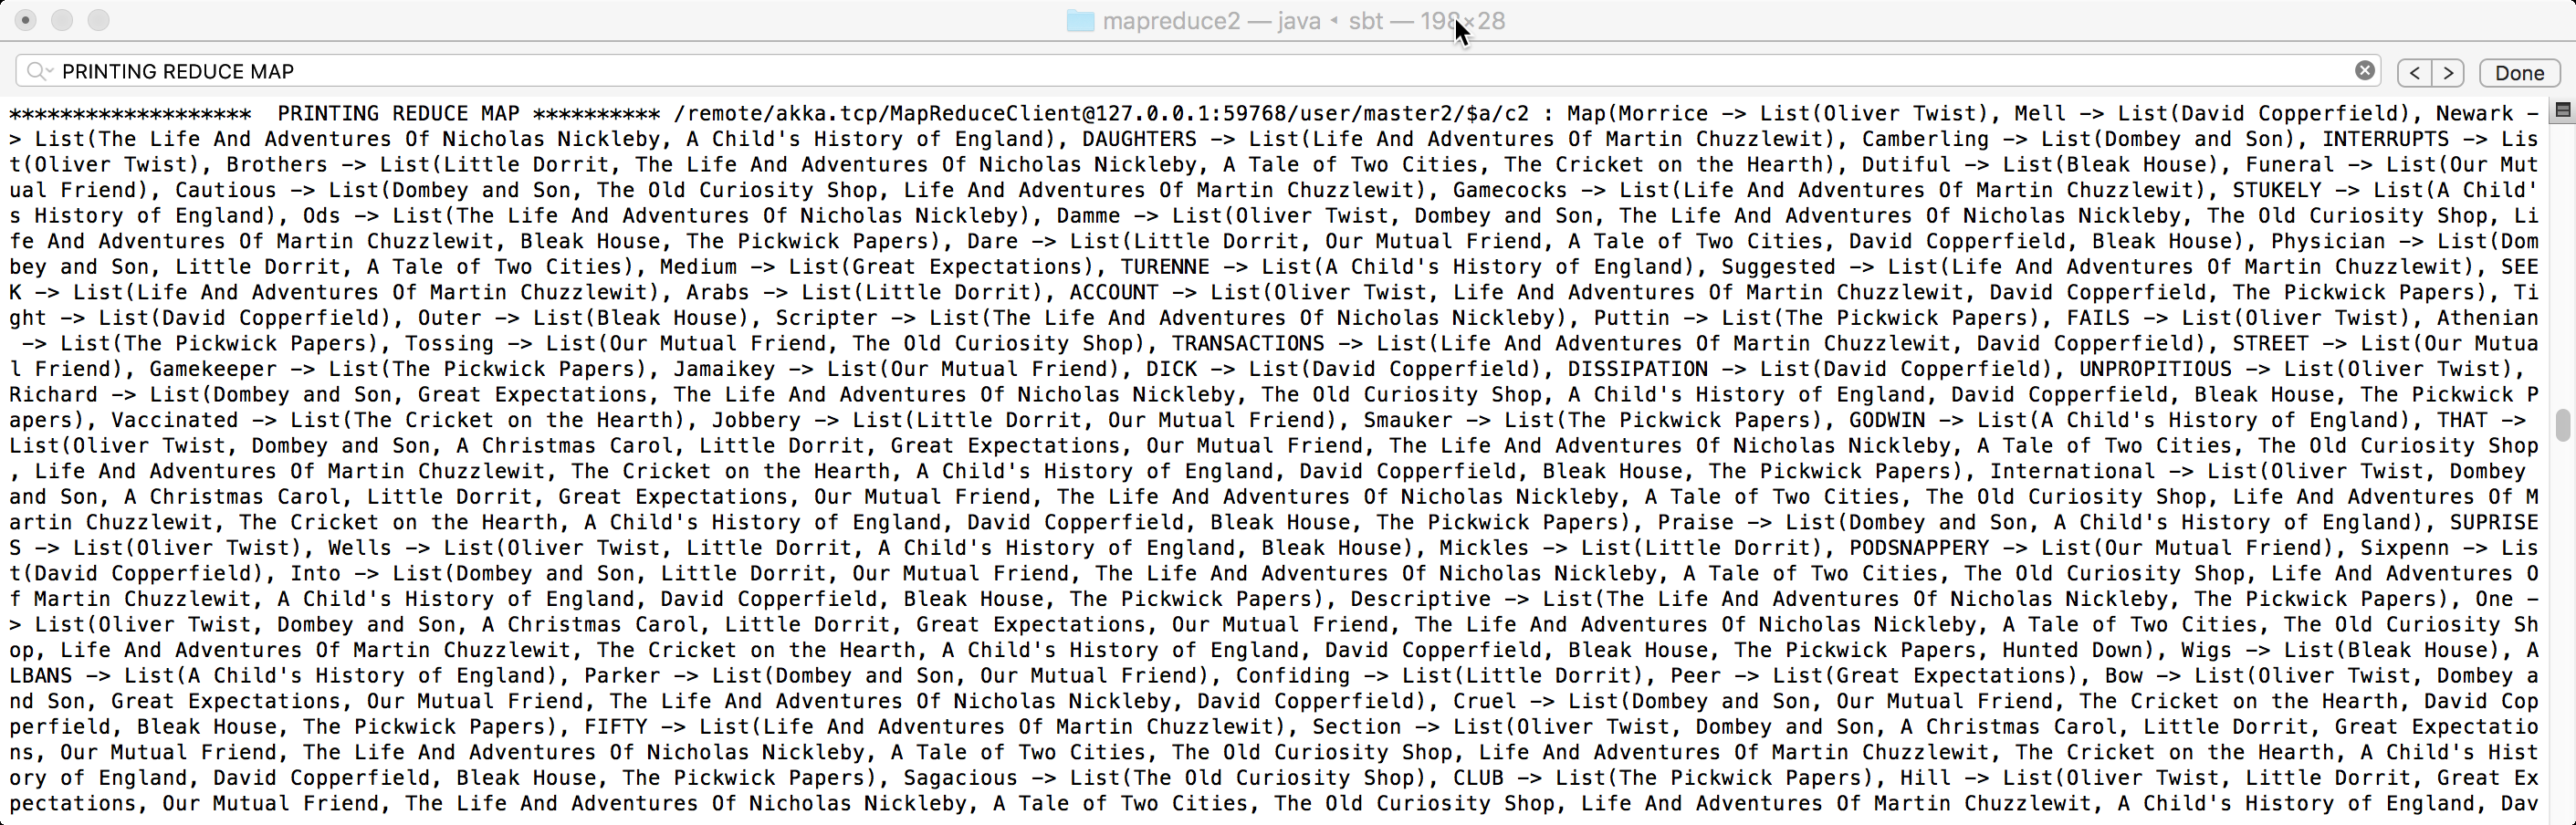 mapreduce2 — java ◂ sbt — 198×28
PRINTING REDUCE MAP
< > Done
*******************  PRINTING REDUCE MAP ********** /remote/akka.tcp/MapReduceClient@127.0.0.1:59768/user/master2/$a/c2 : Map(Morrice -> List(Oliver Twist), Mell -> List(David Copperfield), Newark -
> List(The Life And Adventures Of Nicholas Nickleby, A Child's History of England), DAUGHTERS -> List(Life And Adventures Of Martin Chuzzlewit), Camberling -> List(Dombey and Son), INTERRUPTS -> Lis
t(Oliver Twist), Brothers -> List(Little Dorrit, The Life And Adventures Of Nicholas Nickleby, A Tale of Two Cities, The Cricket on the Hearth), Dutiful -> List(Bleak House), Funeral -> List(Our Mut
ual Friend), Cautious -> List(Dombey and Son, The Old Curiosity Shop, Life And Adventures Of Martin Chuzzlewit), Gamecocks -> List(Life And Adventures Of Martin Chuzzlewit), STUKELY -> List(A Child'
s History of England), Ods -> List(The Life And Adventures Of Nicholas Nickleby), Damme -> List(Oliver Twist, Dombey and Son, The Life And Adventures Of Nicholas Nickleby, The Old Curiosity Shop, Li
fe And Adventures Of Martin Chuzzlewit, Bleak House, The Pickwick Papers), Dare -> List(Little Dorrit, Our Mutual Friend, A Tale of Two Cities, David Copperfield, Bleak House), Physician -> List(Dom
bey and Son, Little Dorrit, A Tale of Two Cities), Medium -> List(Great Expectations), TURENNE -> List(A Child's History of England), Suggested -> List(Life And Adventures Of Martin Chuzzlewit), SEE
K -> List(Life And Adventures Of Martin Chuzzlewit), Arabs -> List(Little Dorrit), ACCOUNT -> List(Oliver Twist, Life And Adventures Of Martin Chuzzlewit, David Copperfield, The Pickwick Papers), Ti
ght -> List(David Copperfield), Outer -> List(Bleak House), Scripter -> List(The Life And Adventures Of Nicholas Nickleby), Puttin -> List(The Pickwick Papers), FAILS -> List(Oliver Twist), Athenian
 -> List(The Pickwick Papers), Tossing -> List(Our Mutual Friend, The Old Curiosity Shop), TRANSACTIONS -> List(Life And Adventures Of Martin Chuzzlewit, David Copperfield), STREET -> List(Our Mutua
l Friend), Gamekeeper -> List(The Pickwick Papers), Jamaikey -> List(Our Mutual Friend), DICK -> List(David Copperfield), DISSIPATION -> List(David Copperfield), UNPROPITIOUS -> List(Oliver Twist),
Richard -> List(Dombey and Son, Great Expectations, The Life And Adventures Of Nicholas Nickleby, The Old Curiosity Shop, A Child's History of England, David Copperfield, Bleak House, The Pickwick P
apers), Vaccinated -> List(The Cricket on the Hearth), Jobbery -> List(Little Dorrit, Our Mutual Friend), Smauker -> List(The Pickwick Papers), GODWIN -> List(A Child's History of England), THAT ->
List(Oliver Twist, Dombey and Son, A Christmas Carol, Little Dorrit, Great Expectations, Our Mutual Friend, The Life And Adventures Of Nicholas Nickleby, A Tale of Two Cities, The Old Curiosity Shop
, Life And Adventures Of Martin Chuzzlewit, The Cricket on the Hearth, A Child's History of England, David Copperfield, Bleak House, The Pickwick Papers), International -> List(Oliver Twist, Dombey
and Son, A Christmas Carol, Little Dorrit, Great Expectations, Our Mutual Friend, The Life And Adventures Of Nicholas Nickleby, A Tale of Two Cities, The Old Curiosity Shop, Life And Adventures Of M
artin Chuzzlewit, The Cricket on the Hearth, A Child's History of England, David Copperfield, Bleak House, The Pickwick Papers), Praise -> List(Dombey and Son, A Child's History of England), SUPRISE
S -> List(Oliver Twist), Wells -> List(Oliver Twist, Little Dorrit, A Child's History of England, Bleak House), Mickles -> List(Little Dorrit), PODSNAPPERY -> List(Our Mutual Friend), Sixpenn -> Lis
t(David Copperfield), Into -> List(Dombey and Son, Little Dorrit, Our Mutual Friend, The Life And Adventures Of Nicholas Nickleby, A Tale of Two Cities, The Old Curiosity Shop, Life And Adventures O
f Martin Chuzzlewit, A Child's History of England, David Copperfield, Bleak House, The Pickwick Papers), Descriptive -> List(The Life And Adventures Of Nicholas Nickleby, The Pickwick Papers), One -
> List(Oliver Twist, Dombey and Son, A Christmas Carol, Little Dorrit, Great Expectations, Our Mutual Friend, The Life And Adventures Of Nicholas Nickleby, A Tale of Two Cities, The Old Curiosity Sh
op, Life And Adventures Of Martin Chuzzlewit, The Cricket on the Hearth, A Child's History of England, David Copperfield, Bleak House, The Pickwick Papers, Hunted Down), Wigs -> List(Bleak House), A
LBANS -> List(A Child's History of England), Parker -> List(Dombey and Son, Our Mutual Friend), Confiding -> List(Little Dorrit), Peer -> List(Great Expectations), Bow -> List(Oliver Twist, Dombey a
nd Son, Great Expectations, Our Mutual Friend, The Life And Adventures Of Nicholas Nickleby, David Copperfield), Cruel -> List(Dombey and Son, Our Mutual Friend, The Cricket on the Hearth, David Cop
perfield, Bleak House, The Pickwick Papers), FIFTY -> List(Life And Adventures Of Martin Chuzzlewit), Section -> List(Oliver Twist, Dombey and Son, A Christmas Carol, Little Dorrit, Great Expectatio
ns, Our Mutual Friend, The Life And Adventures Of Nicholas Nickleby, A Tale of Two Cities, The Old Curiosity Shop, Life And Adventures Of Martin Chuzzlewit, The Cricket on the Hearth, A Child's Hist
ory of England, David Copperfield, Bleak House, The Pickwick Papers), Sagacious -> List(The Old Curiosity Shop), CLUB -> List(The Pickwick Papers), Hill -> List(Oliver Twist, Little Dorrit, Great Ex
pectations, Our Mutual Friend, The Life And Adventures Of Nicholas Nickleby, A Tale of Two Cities, The Old Curiosity Shop, Life And Adventures Of Martin Chuzzlewit, A Child's History of England, Dav